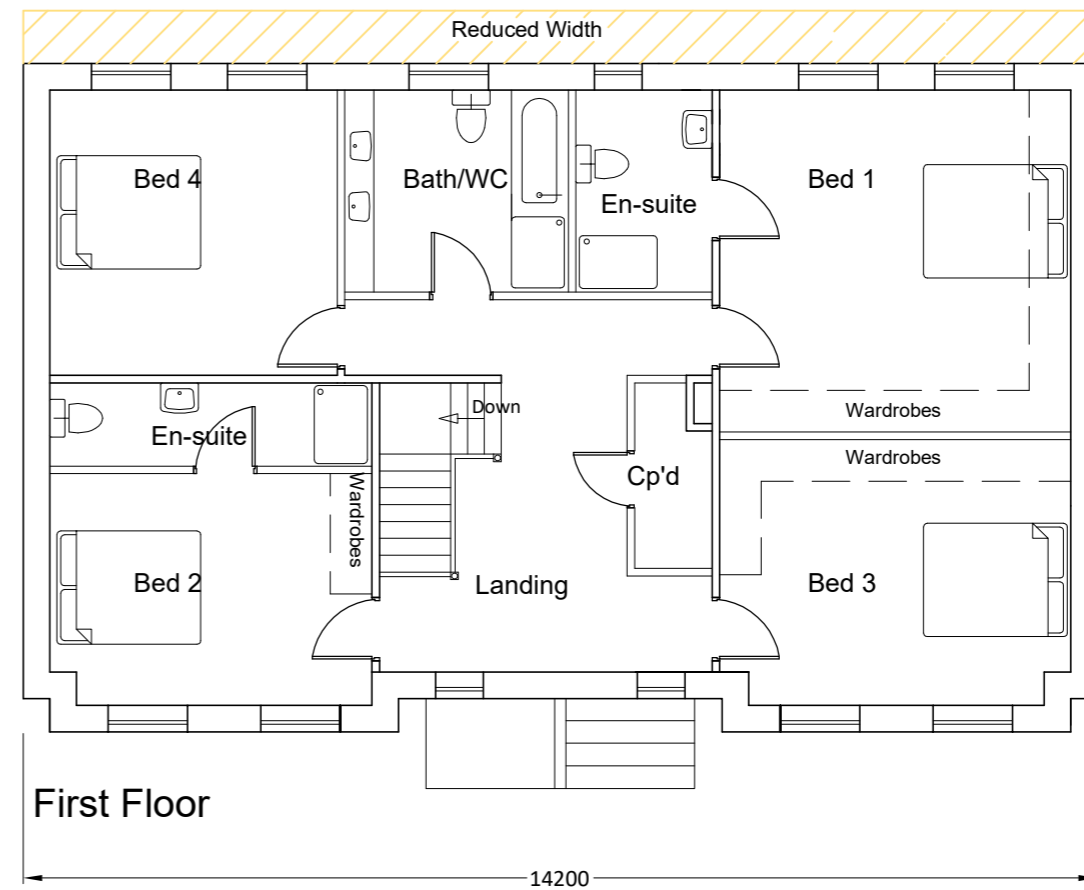 Reduced Width
Bed 4
Bath/WC
En-suite
Bed 1
Down
Wardrobes
Wardrobes
En-suite
Cp'd
Wardrobes
Bed 2
Landing
Bed 3
First Floor
14200